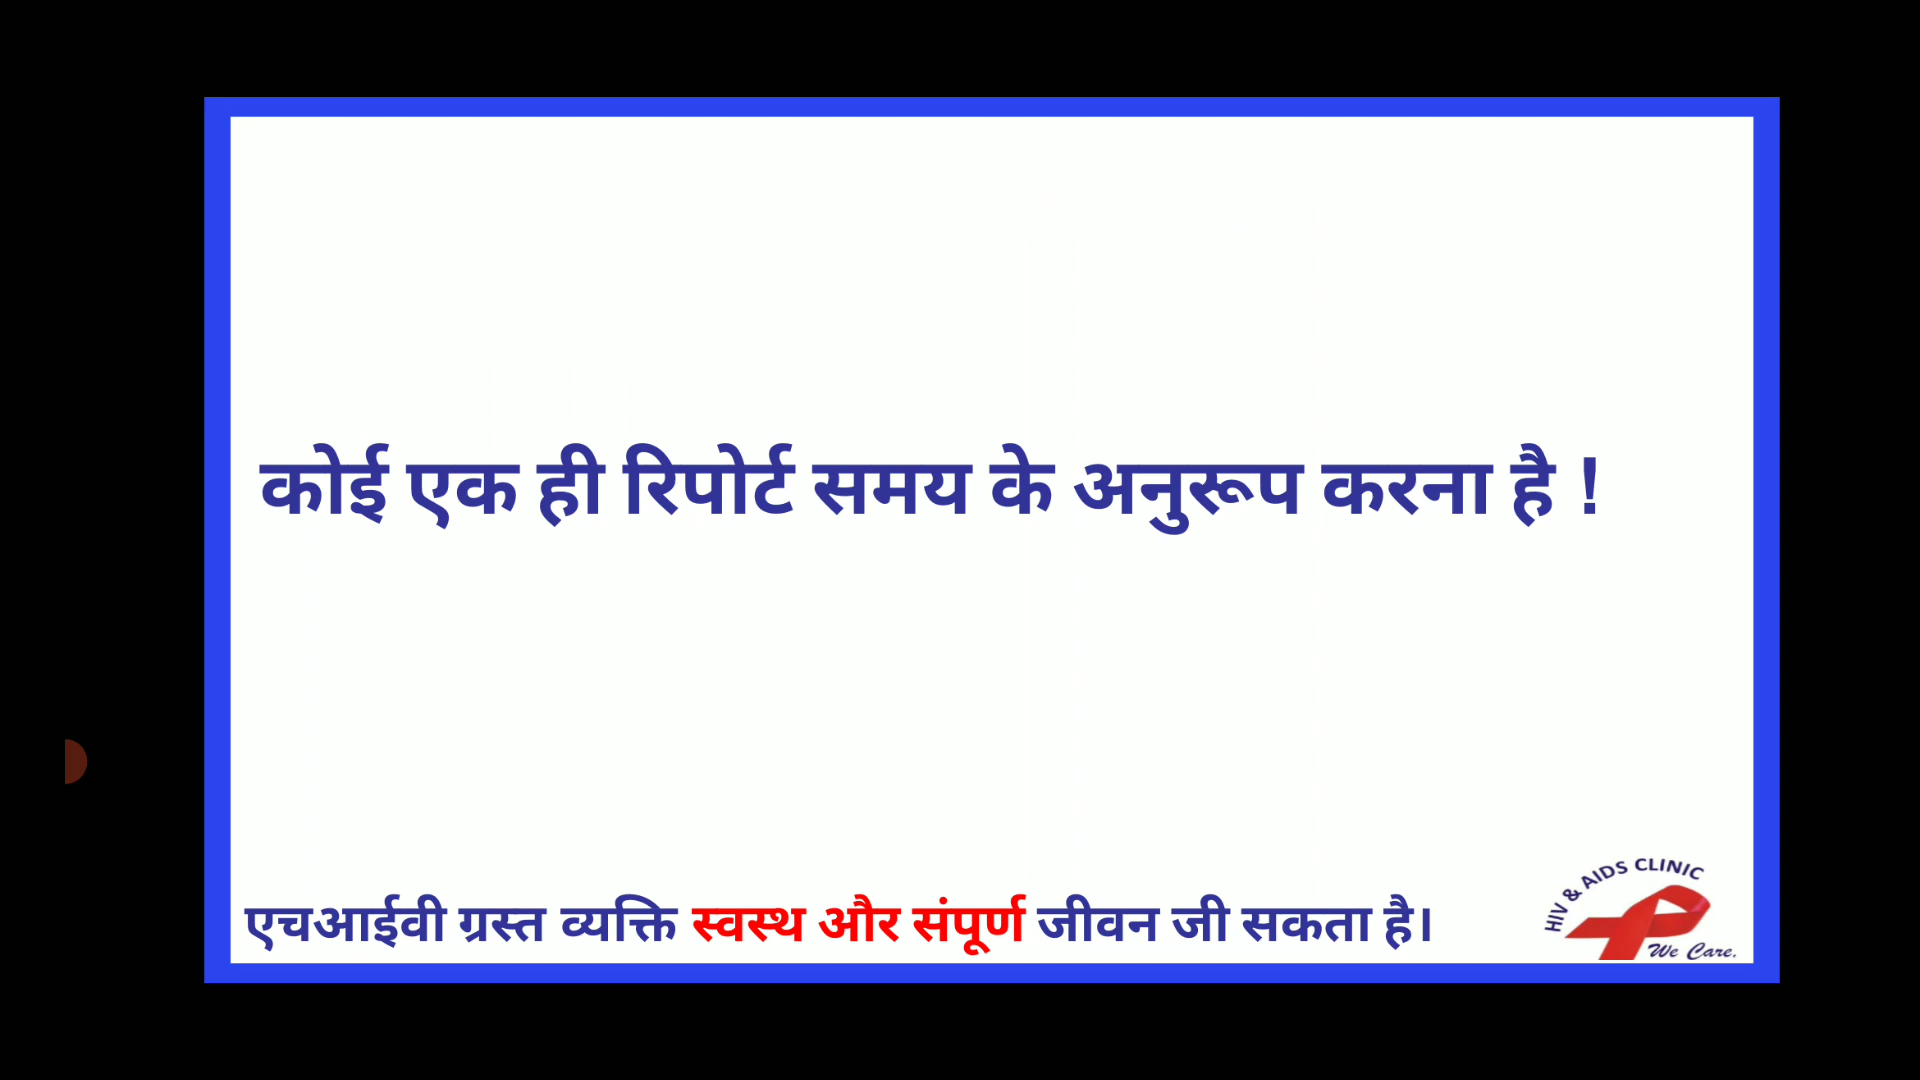 कोई एक ही रिपोर्ट समय के अनुरूप करना है !
एचआईवी ग्रस्त व्यक्ति स्वस्थ और संपूर्ण जीवन जी सकता है।
HIV & AIDS CLINIC
We Care.